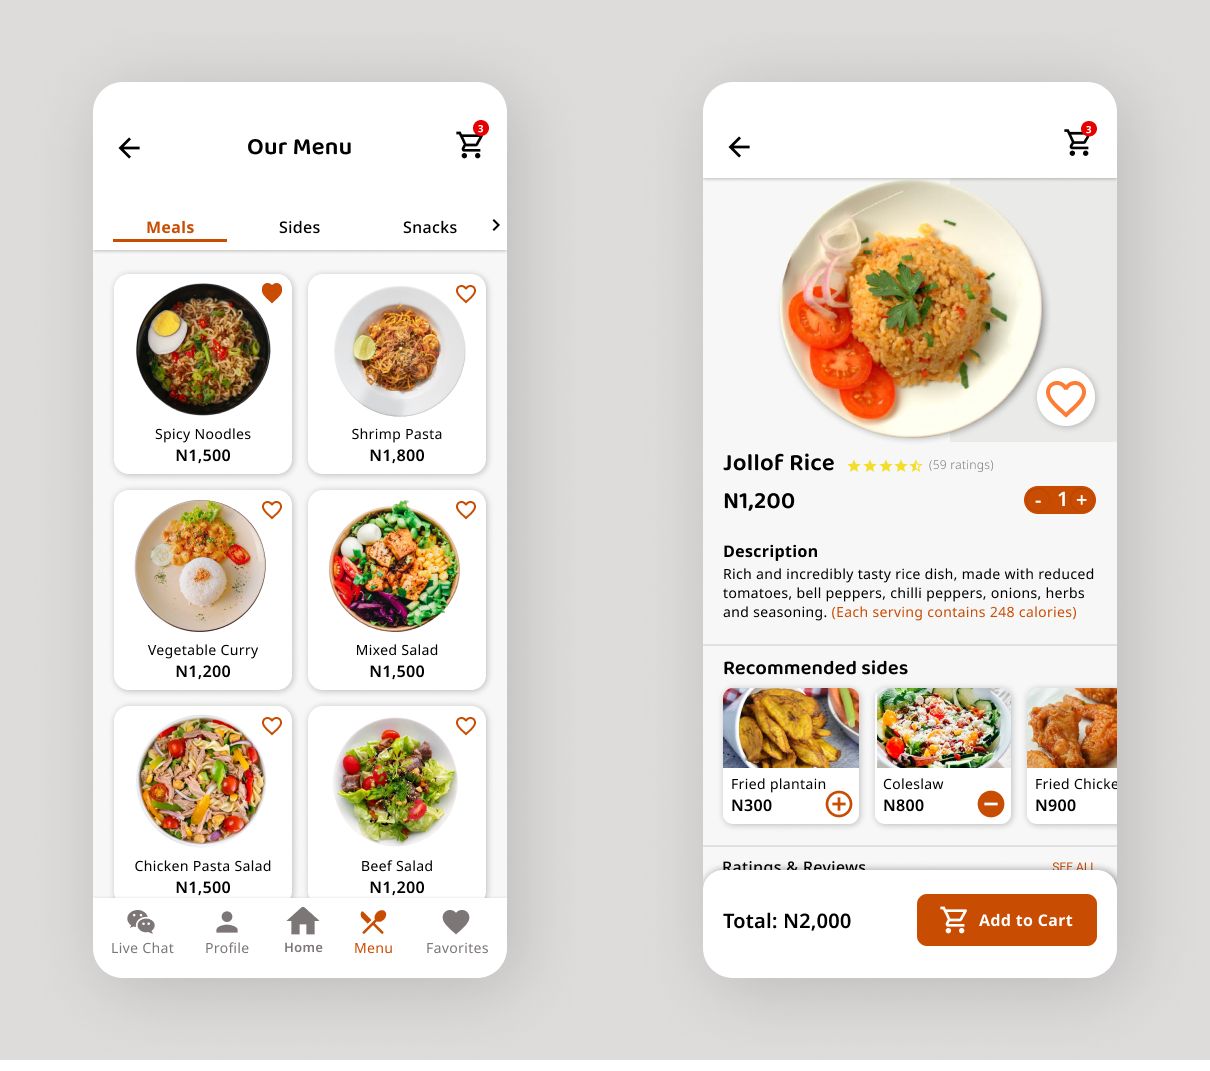 Our Menu
3
Meals Sides Snacks
Spicy Noodles
N1,500
Shrimp Pasta
N1,800
Vegetable Curry
N1,200
Mixed Salad
N1,500
Chicken Pasta Salad
N1,500
Beef Salad
N1,200
Live Chat Profile Home Menu Favorites
3
Jollof Rice (59 ratings)
N1,200 - 1 +
Description
Rich and incredibly tasty rice dish, made with reduced
tomatoes, bell peppers, chilli peppers, onions, herbs
and seasoning. (Each serving contains 248 calories)
Recommended sides
Fried plantain
N300
Coleslaw
N800
Fried Chicke
N900
Ratings & Reviews SEE ALL
Total: N2,000 Add to Cart